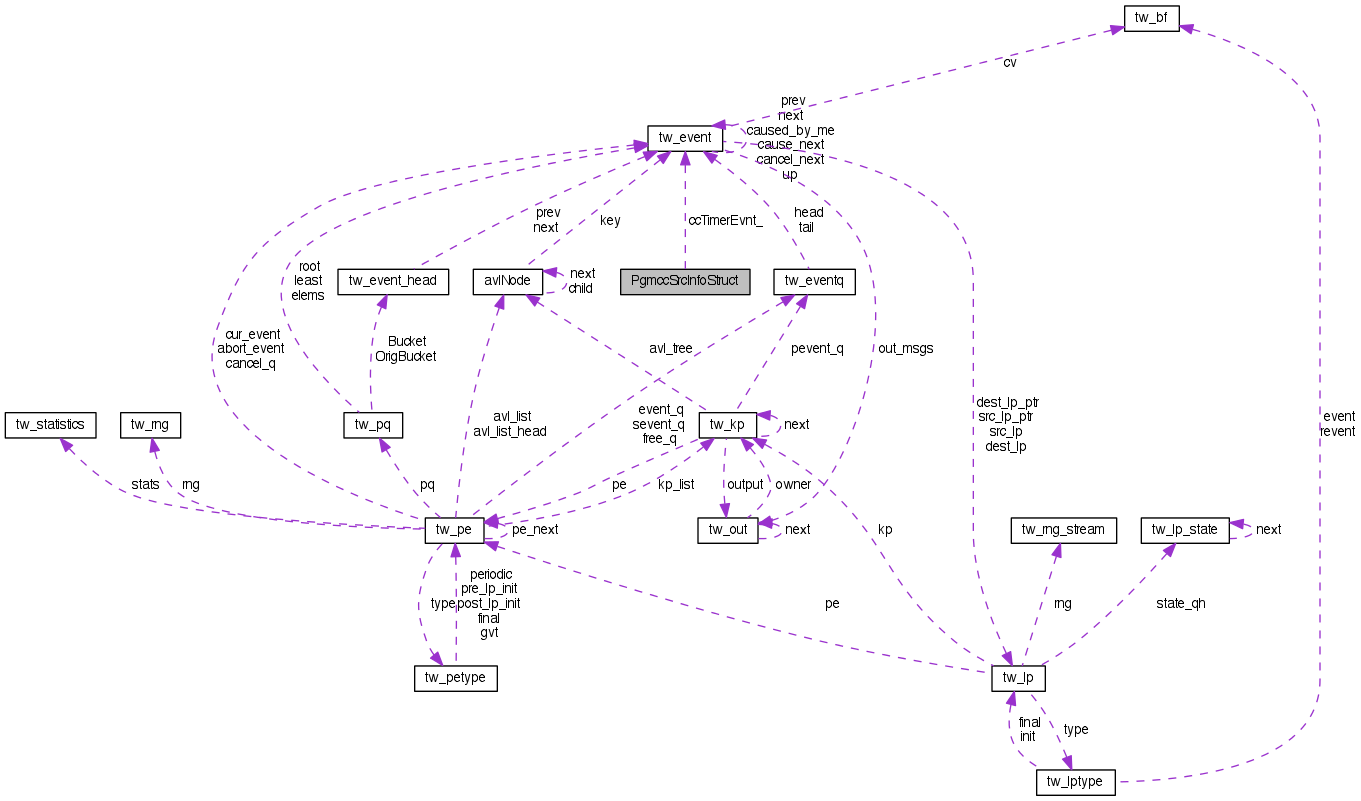 tw_bf
cv
prev
next
caused_by_me
cause_next
cancel_next
up
tw_event
prev
next
key
ccTimerEvnt_
head
tail
root
least
elems
tw_event_head
avlNode
next
child
PgmccSrcInfoStruct
tw_eventq
cur_event
abort_event
cancel_q
Bucket
OrigBucket
avl_tree
pevent_q
out_msgs
avl_list
avl_list_head
event_q
sevent_q
free_q
dest_lp_ptr
src_lp_ptr
src_lp
dest_lp
event
revent
tw_statistics
tw_rng
tw_pq
tw_kp
next
stats
rng
pq
pe
kp_list
output
owner
tw_pe
pe_next
tw_out
next
kp
tw_rng_stream
tw_lp_state
next
type
periodic
pre_lp_init
post_lp_init
final
gvt
pe
rng
state_qh
tw_petype
tw_lp
final
init
type
tw_lptype